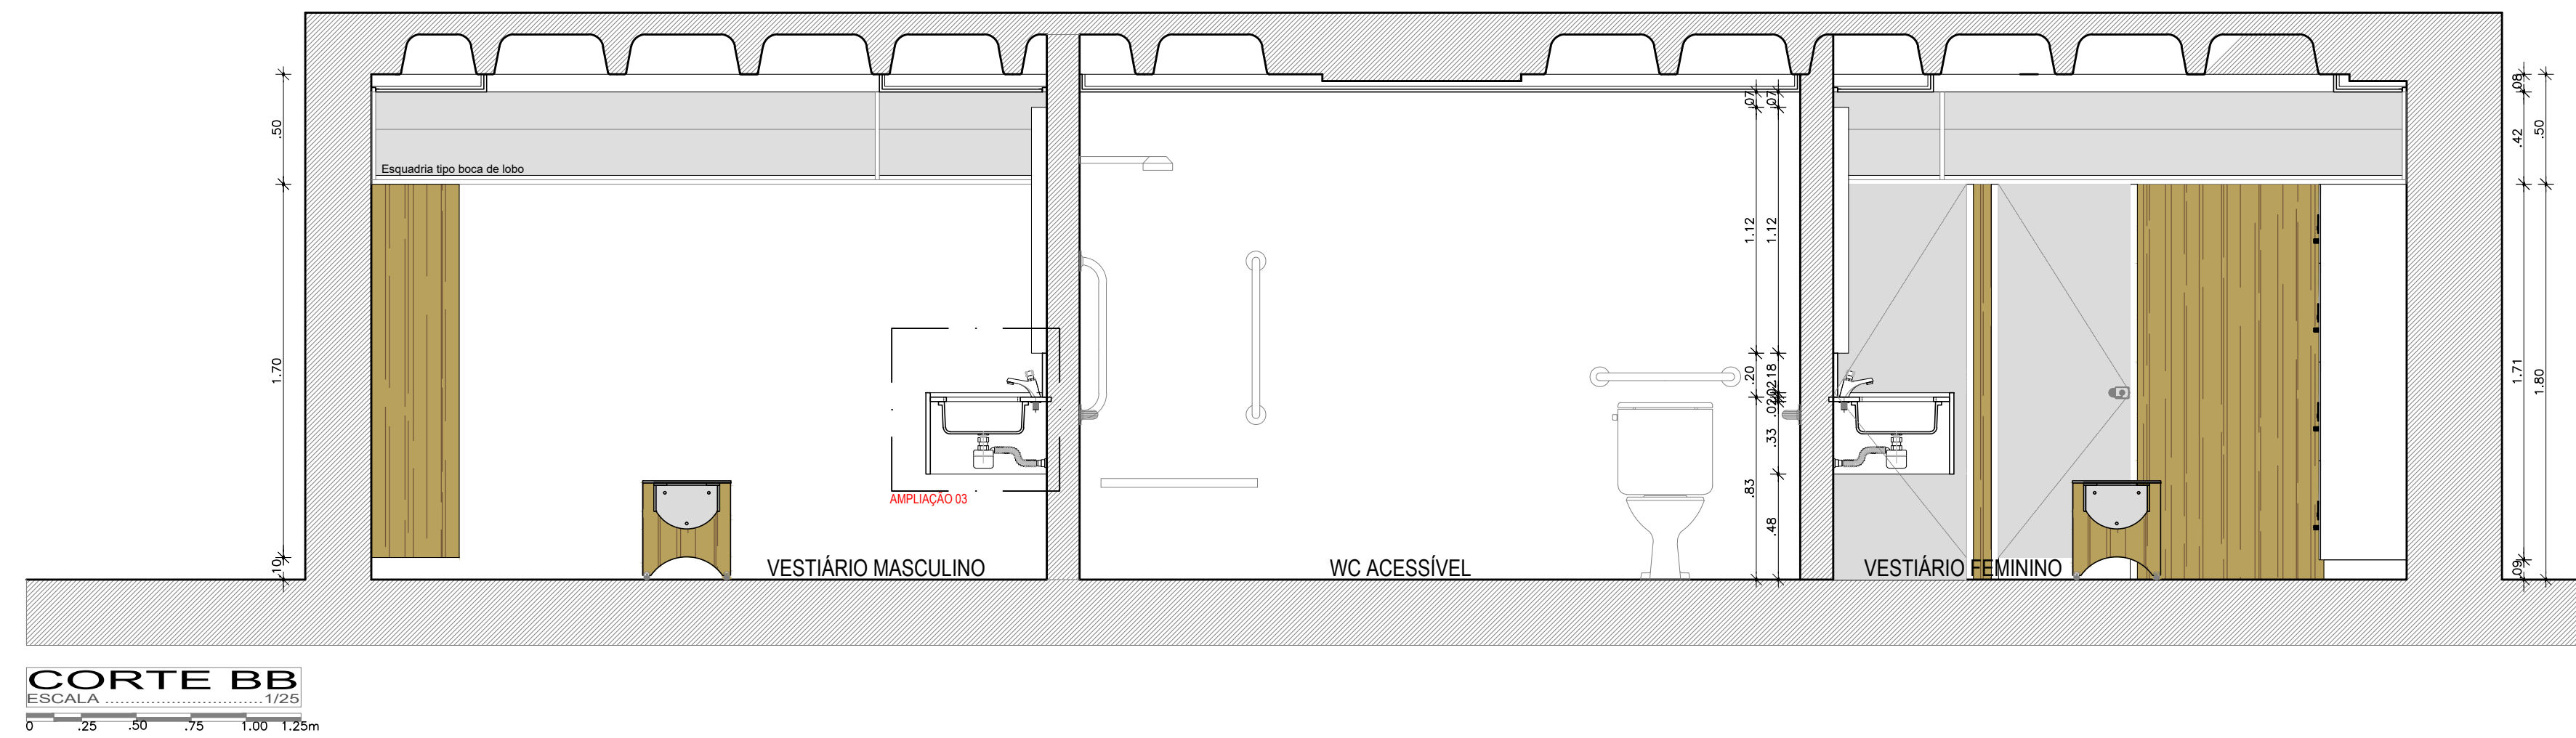 .50
1.70
.10
Esquadria tipo boca de lobo
AMPLIAÇÃO 03
VESTIÁRIO MASCULINO
WC ACESSÍVEL
.07
1.12
.20
.83
.07
1.12
.18
.02
.02
.33
.48
VESTIÁRIO FEMININO
.08
.42
1.71
.09
.50
1.80
CORTE BB
ESCALA ..............................1/25
0 .25 .50 .75 1.00 1.25m